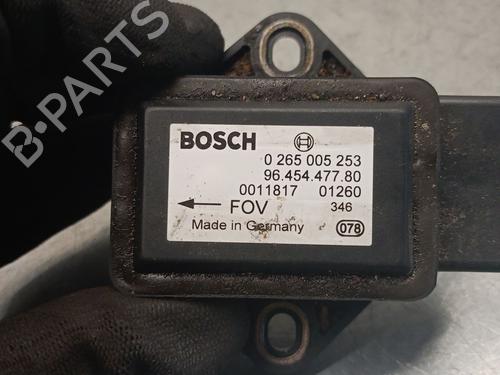 BOSCH
0 265 005 253
96.454.477.80
0011817 01260
FOV 346
Made in Germany 078
B-PARTS